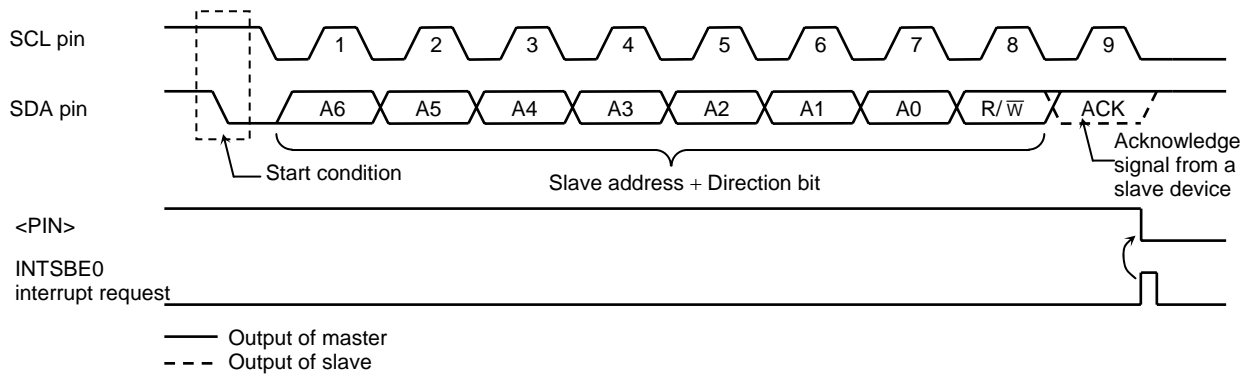 SCL pin
1 2 3 4 5 6 7 8 9
SDA pin
A6 A5 A4 A3 A2 A1 A0 R/W̅ ACK
Start condition
Slave address + Direction bit
Acknowledge
signal from a
slave device
<PIN>
INTSBE0
interrupt request
Output of master
Output of slave